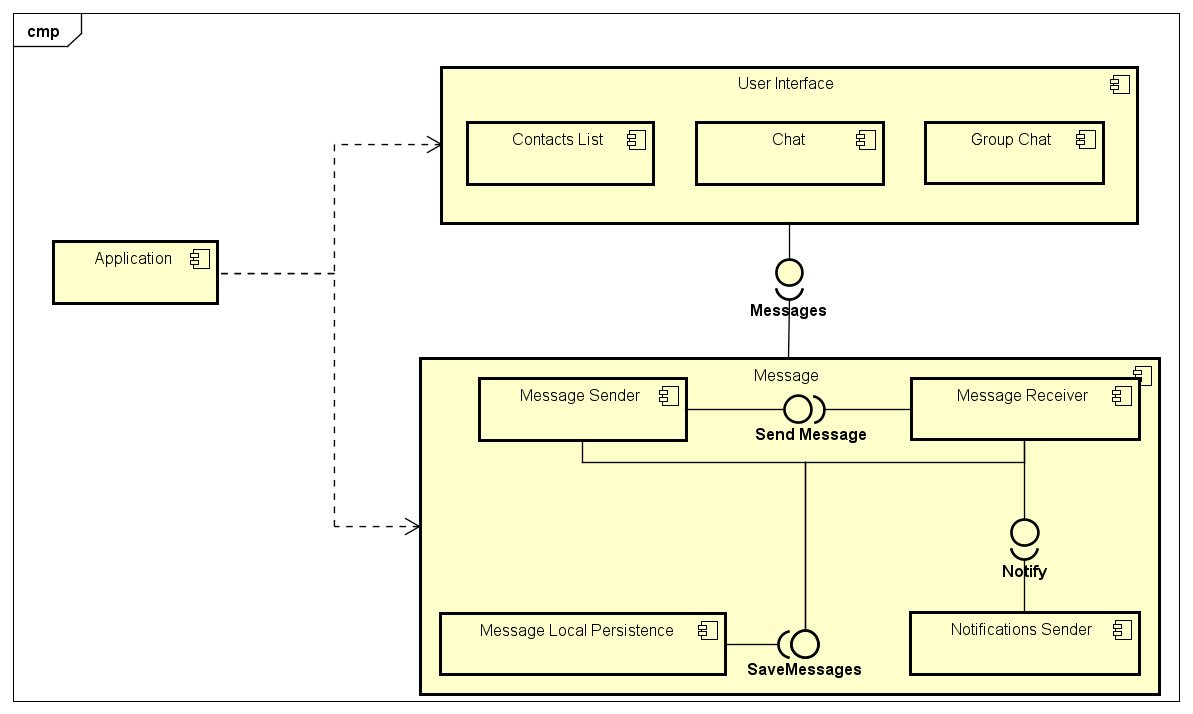 cmp
User Interface
Contacts List
Chat
Group Chat
Application
Messages
Message
Message Sender
Message Receiver
Send Message
Notify
Message Local Persistence
Notifications Sender
SaveMessages